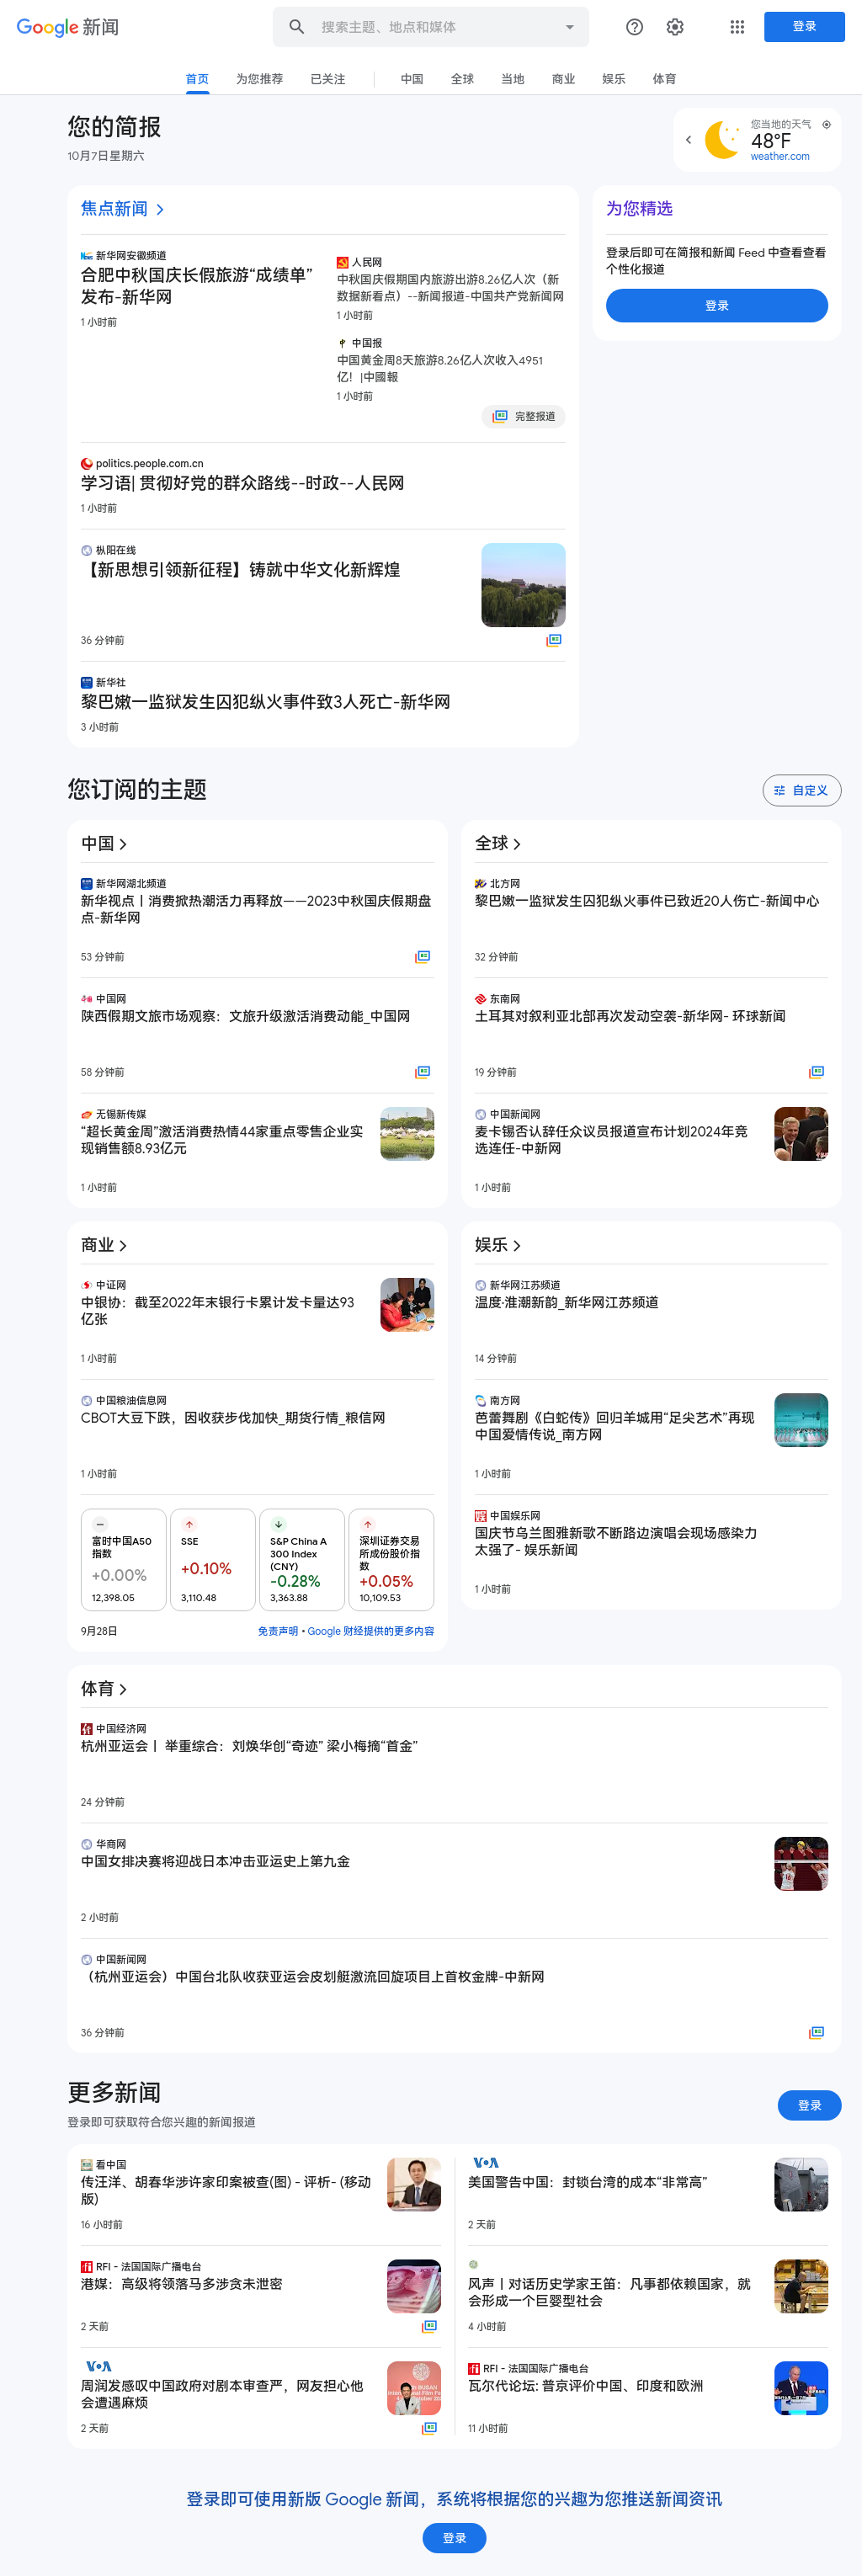 Google 新闻
搜索主题、地点和媒体
登录
首页
为您推荐
已关注
中国
全球
当地
商业
娱乐
体育
您的简报
10月7日星期六
您当地的天气
48°F
weather.com
焦点新闻
新华网安徽频道
合肥中秋国庆长假旅游“成绩单”
发布-新华网
1 小时前
人民网
中秋国庆假期国内旅游出游8.26亿人次（新
数据新看点）--新闻报道-中国共产党新闻网
1 小时前
中国报
中国黄金周8天旅游8.26亿人次收入4951
亿！|中國報
1 小时前
完整报道
politics.people.com.cn
学习语| 贯彻好党的群众路线--时政--人民网
1 小时前
枞阳在线
【新思想引领新征程】铸就中华文化新辉煌
36 分钟前
新华社
黎巴嫩一监狱发生囚犯纵火事件致3人死亡-新华网
3 小时前
为您精选
登录后即可在简报和新闻 Feed 中查看查看
个性化报道
登录
您订阅的主题
自定义
中国
新华网湖北频道
新华视点丨消费掀热潮活力再释放——2023中秋国庆假期盘
点-新华网
53 分钟前
中国网
陕西假期文旅市场观察：文旅升级激活消费动能_中国网
58 分钟前
无锡新传媒
“超长黄金周”激活消费热情44家重点零售企业实
现销售额8.93亿元
1 小时前
全球
北方网
黎巴嫩一监狱发生囚犯纵火事件已致近20人伤亡-新闻中心
32 分钟前
东南网
土耳其对叙利亚北部再次发动空袭-新华网- 环球新闻
19 分钟前
中国新闻网
麦卡锡否认辞任众议员报道宣布计划2024年竞
选连任-中新网
1 小时前
商业
中证网
中银协：截至2022年末银行卡累计发卡量达93
亿张
1 小时前
中国粮油信息网
CBOT大豆下跌，因收获步伐加快_期货行情_粮信网
1 小时前
富时中国A50
指数
+0.00%
12,398.05
SSE
+0.10%
3,110.48
S&P China A
300 Index
(CNY)
-0.28%
3,363.88
深圳证券交易
所成份股价指
数
+0.05%
10,109.53
9月28日
免责声明 • Google 财经提供的更多内容
娱乐
新华网江苏频道
温度·淮潮新韵_新华网江苏频道
14 分钟前
南方网
芭蕾舞剧《白蛇传》回归羊城用“足尖艺术”再现
中国爱情传说_南方网
1 小时前
中国娱乐网
国庆节乌兰图雅新歌不断路边演唱会现场感染力
太强了- 娱乐新闻
1 小时前
体育
中国经济网
杭州亚运会丨 举重综合：刘焕华创“奇迹” 梁小梅摘“首金”
24 分钟前
华商网
中国女排决赛将迎战日本冲击亚运史上第九金
2 小时前
中国新闻网
（杭州亚运会）中国台北队收获亚运会皮划艇激流回旋项目上首枚金牌-中新网
36 分钟前
更多新闻
登录即可获取符合您兴趣的新闻报道
登录
看中国
传汪洋、胡春华涉许家印案被查(图) - 评析- (移动
版)
16 小时前
RFI - 法国国际广播电台
港媒：高级将领落马多涉贪未泄密
2 天前
VOA
周润发感叹中国政府对剧本审查严，网友担心他
会遭遇麻烦
2 天前
VOA
美国警告中国：封锁台湾的成本“非常高”
2 天前
风声丨对话历史学家王笛：凡事都依赖国家，就
会形成一个巨婴型社会
4 小时前
RFI - 法国国际广播电台
瓦尔代论坛: 普京评价中国、印度和欧洲
11 小时前
登录即可使用新版 Google 新闻，系统将根据您的兴趣为您推送新闻资讯
登录